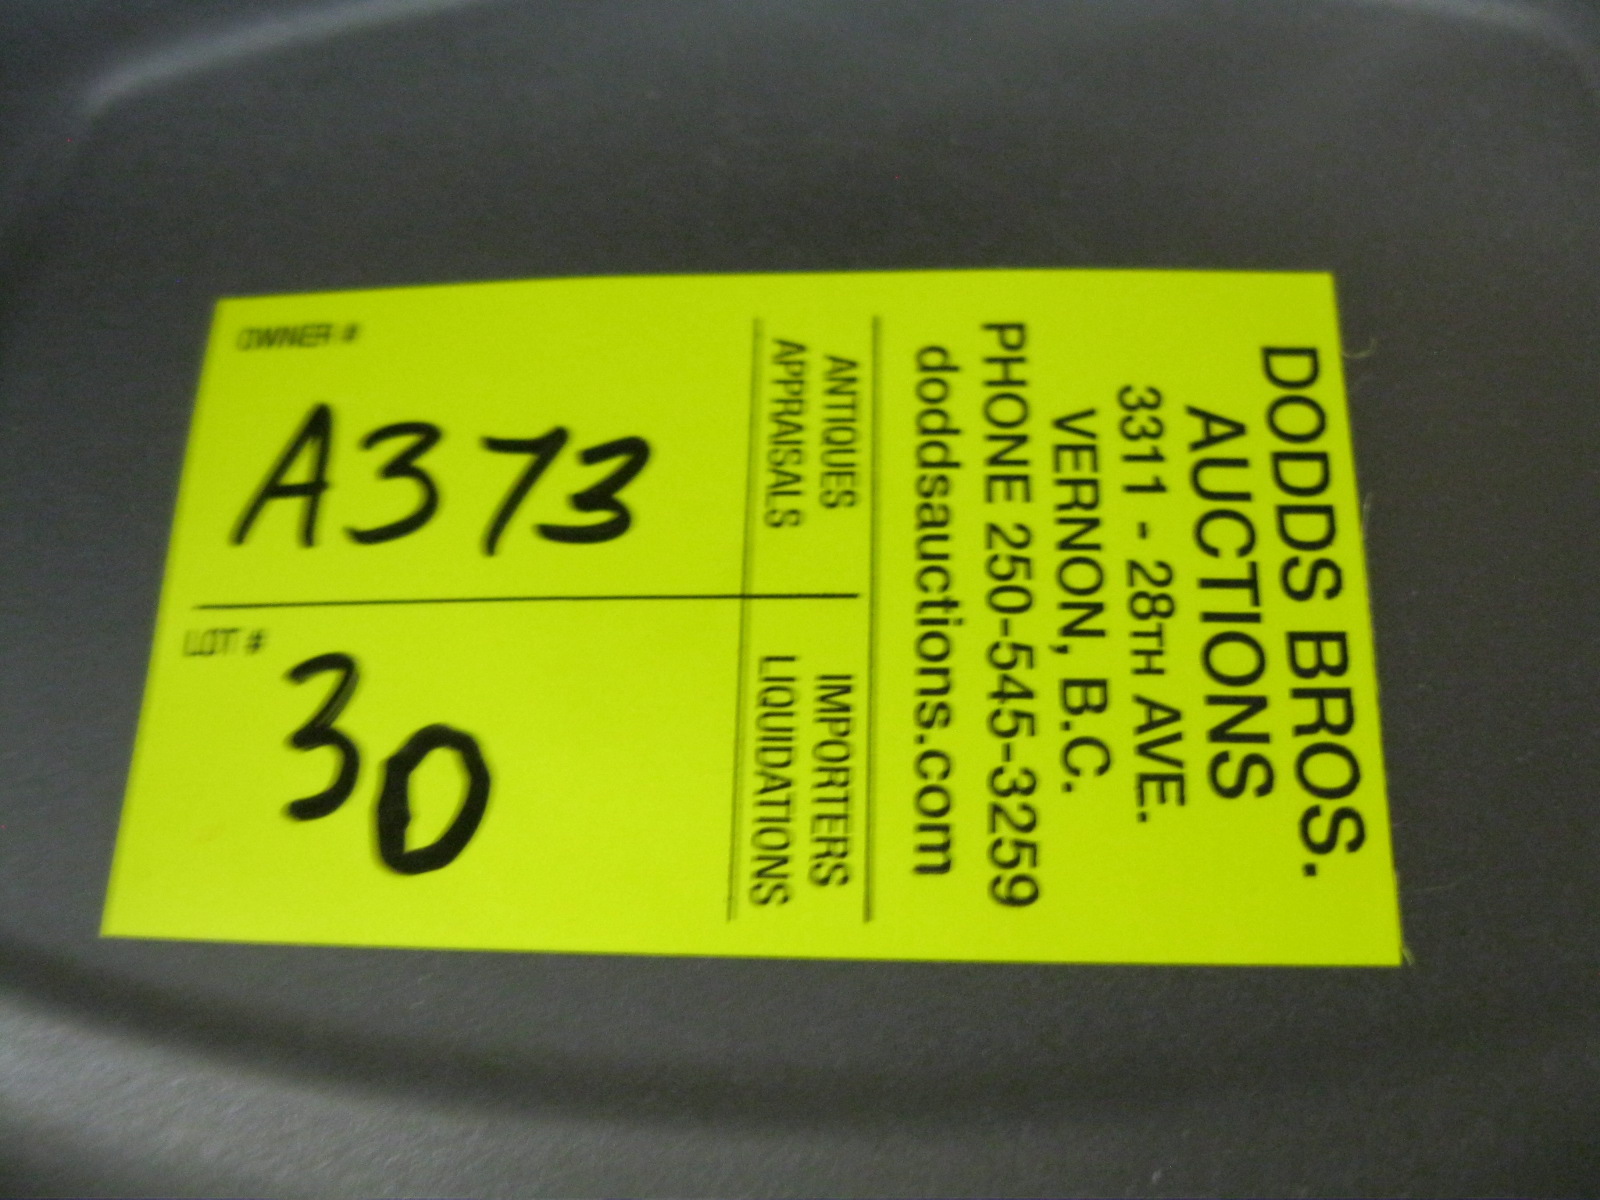 DODDS BROS.
AUCTIONS
3311 - 28TH AVE.
VERNON, B.C.
PHONE 250-545-3259
doddsauctions.com
ANTIQUES
APPRAISALS
IMPORTERS
LIQUIDATIONS
OWNER #
A373
LOT #
30